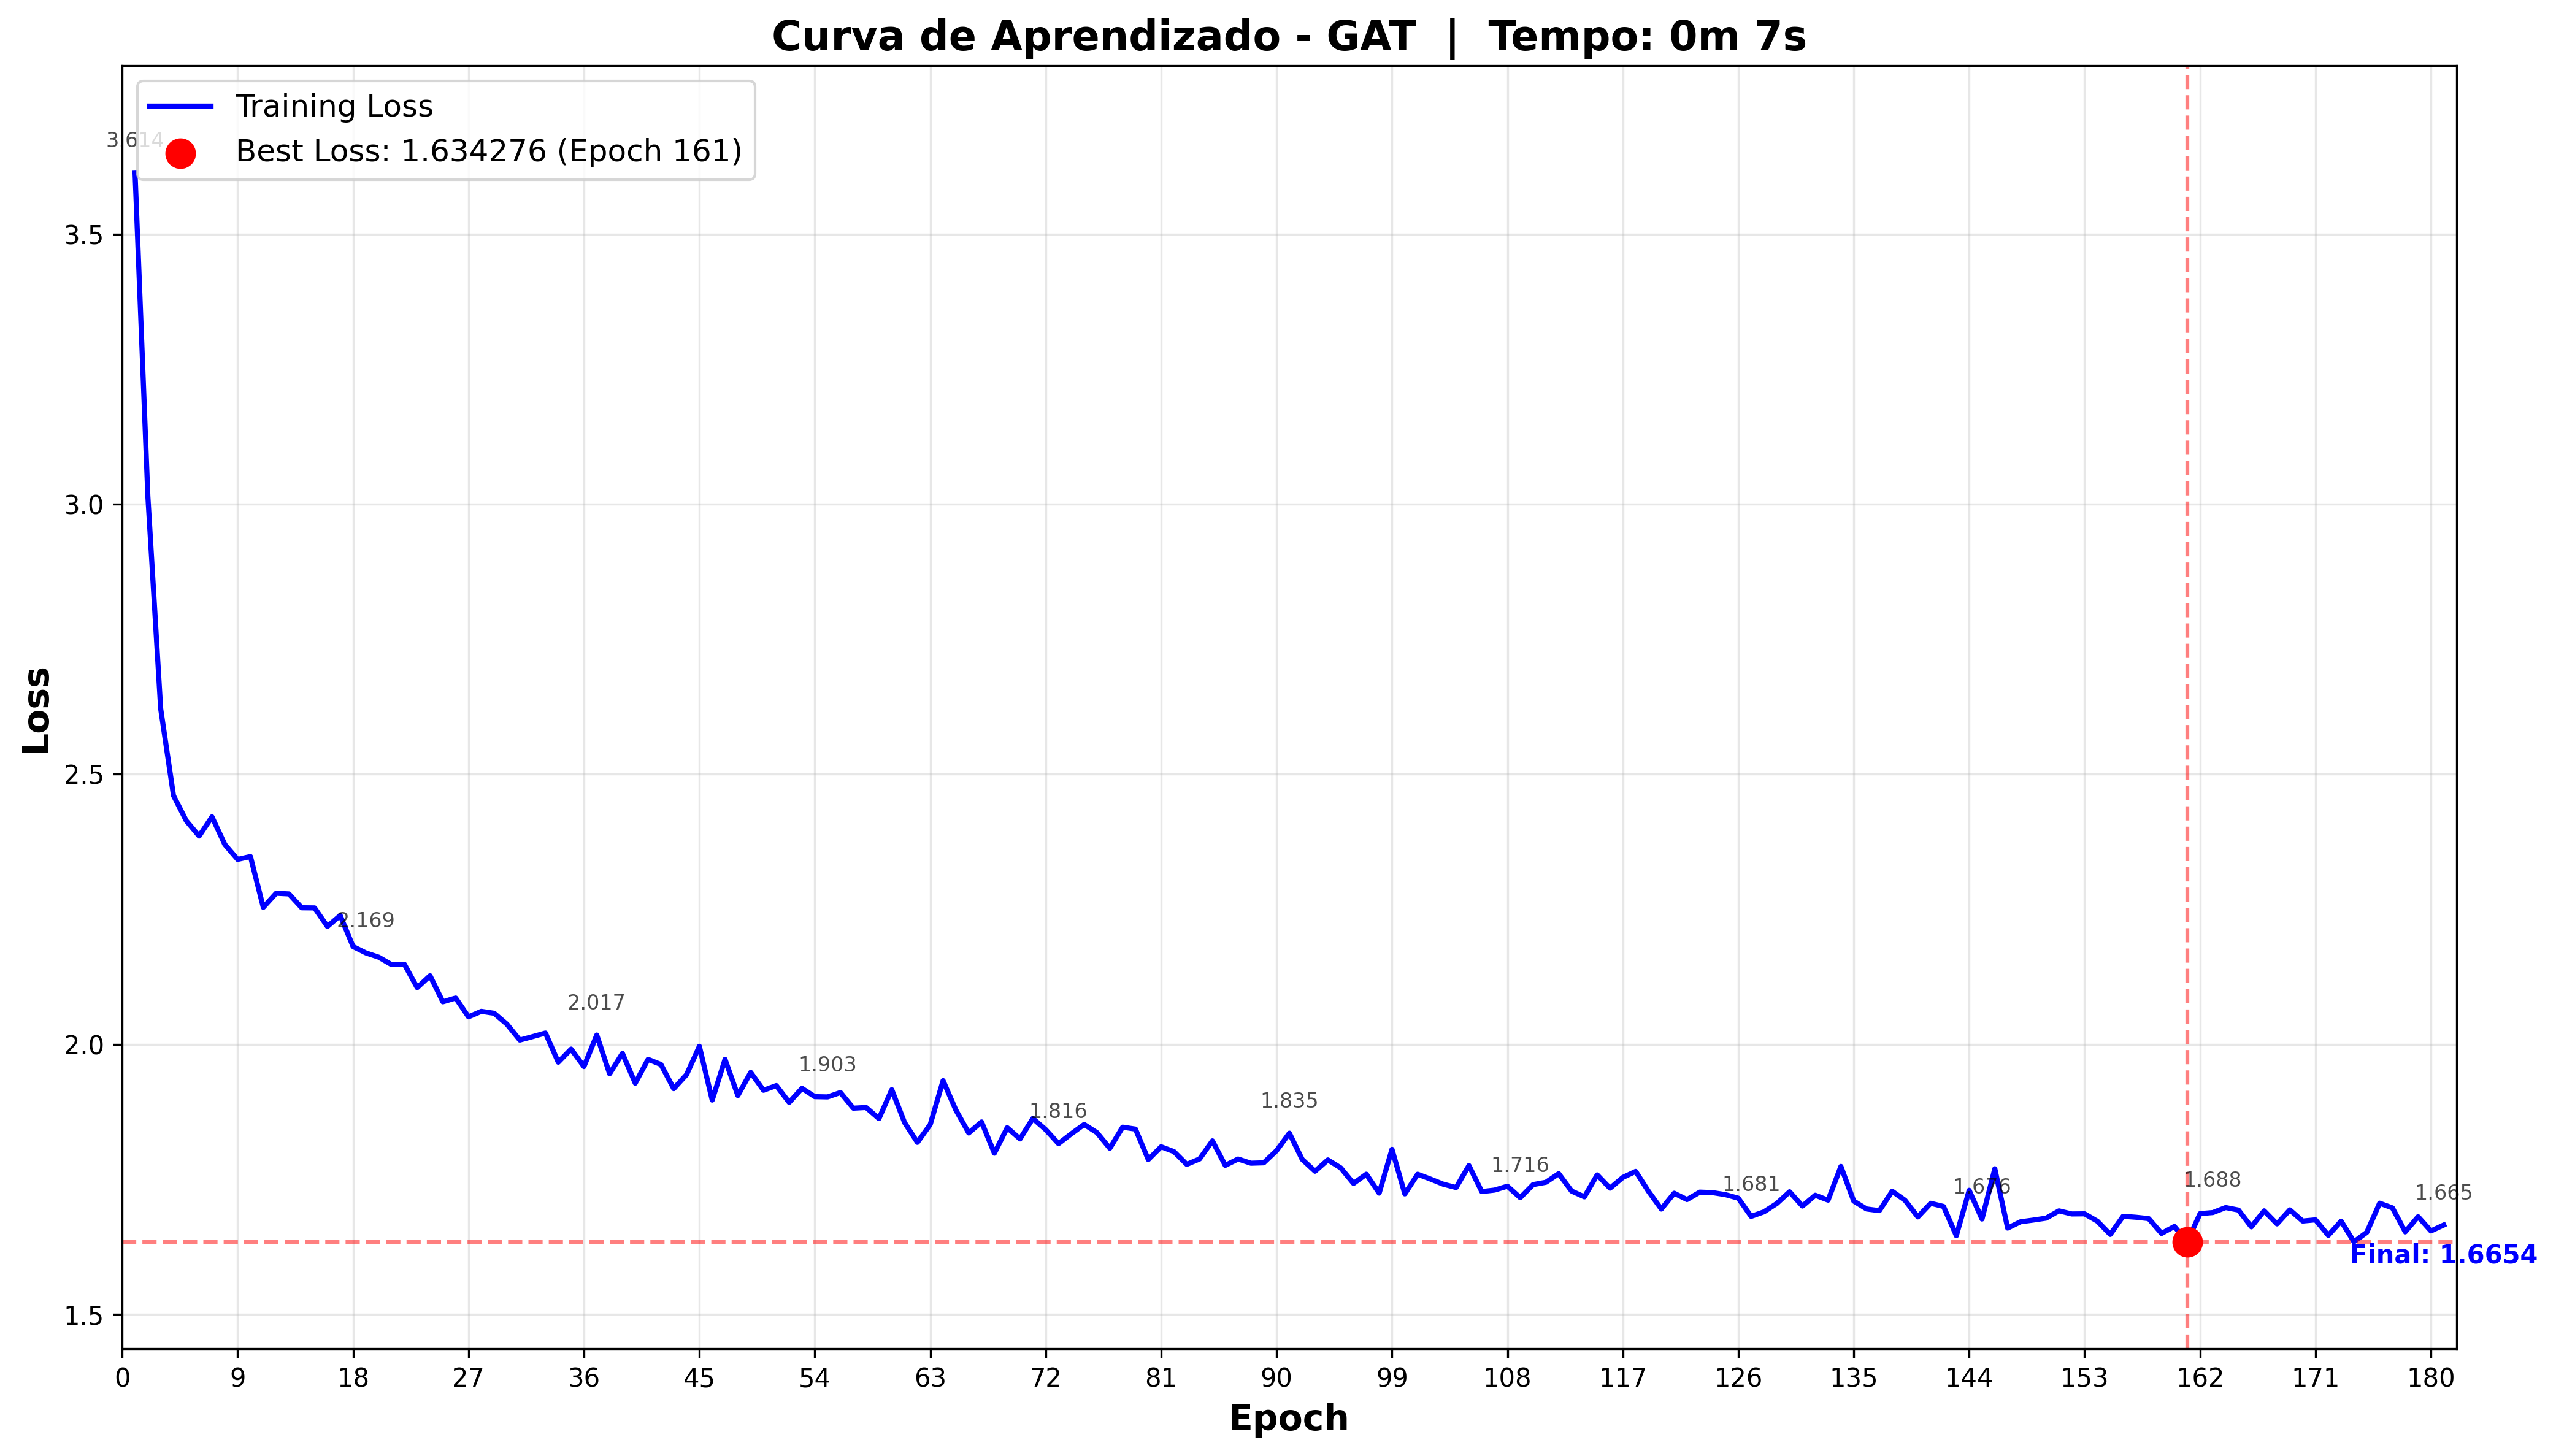 Curva de Aprendizado - GAT | Tempo: 0m 7s
Training Loss
Best Loss: 1.634276 (Epoch 161)
3.614
3.5
3.0
2.5
2.0
1.5
Loss
2.169
2.017
1.903
1.816
1.835
1.716
1.681
1.676
1.688
1.665
Final: 1.6654
0 9 18 27 36 45 54 63 72 81 90 99 108 117 126 135 144 153 162 171 180
Epoch